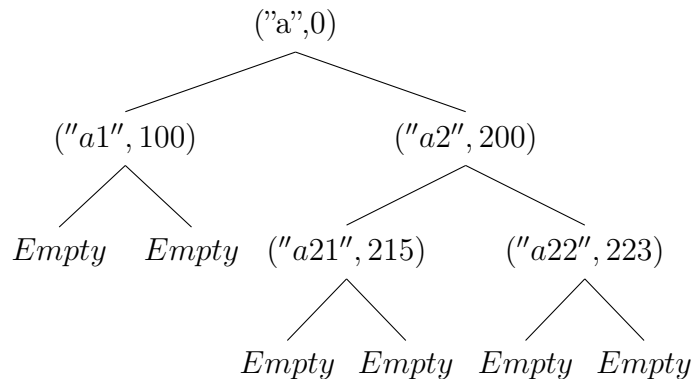 ("a",0)
("a1", 100) ("a2", 200)
Empty Empty ("a21", 215) ("a22", 223)
Empty Empty Empty Empty